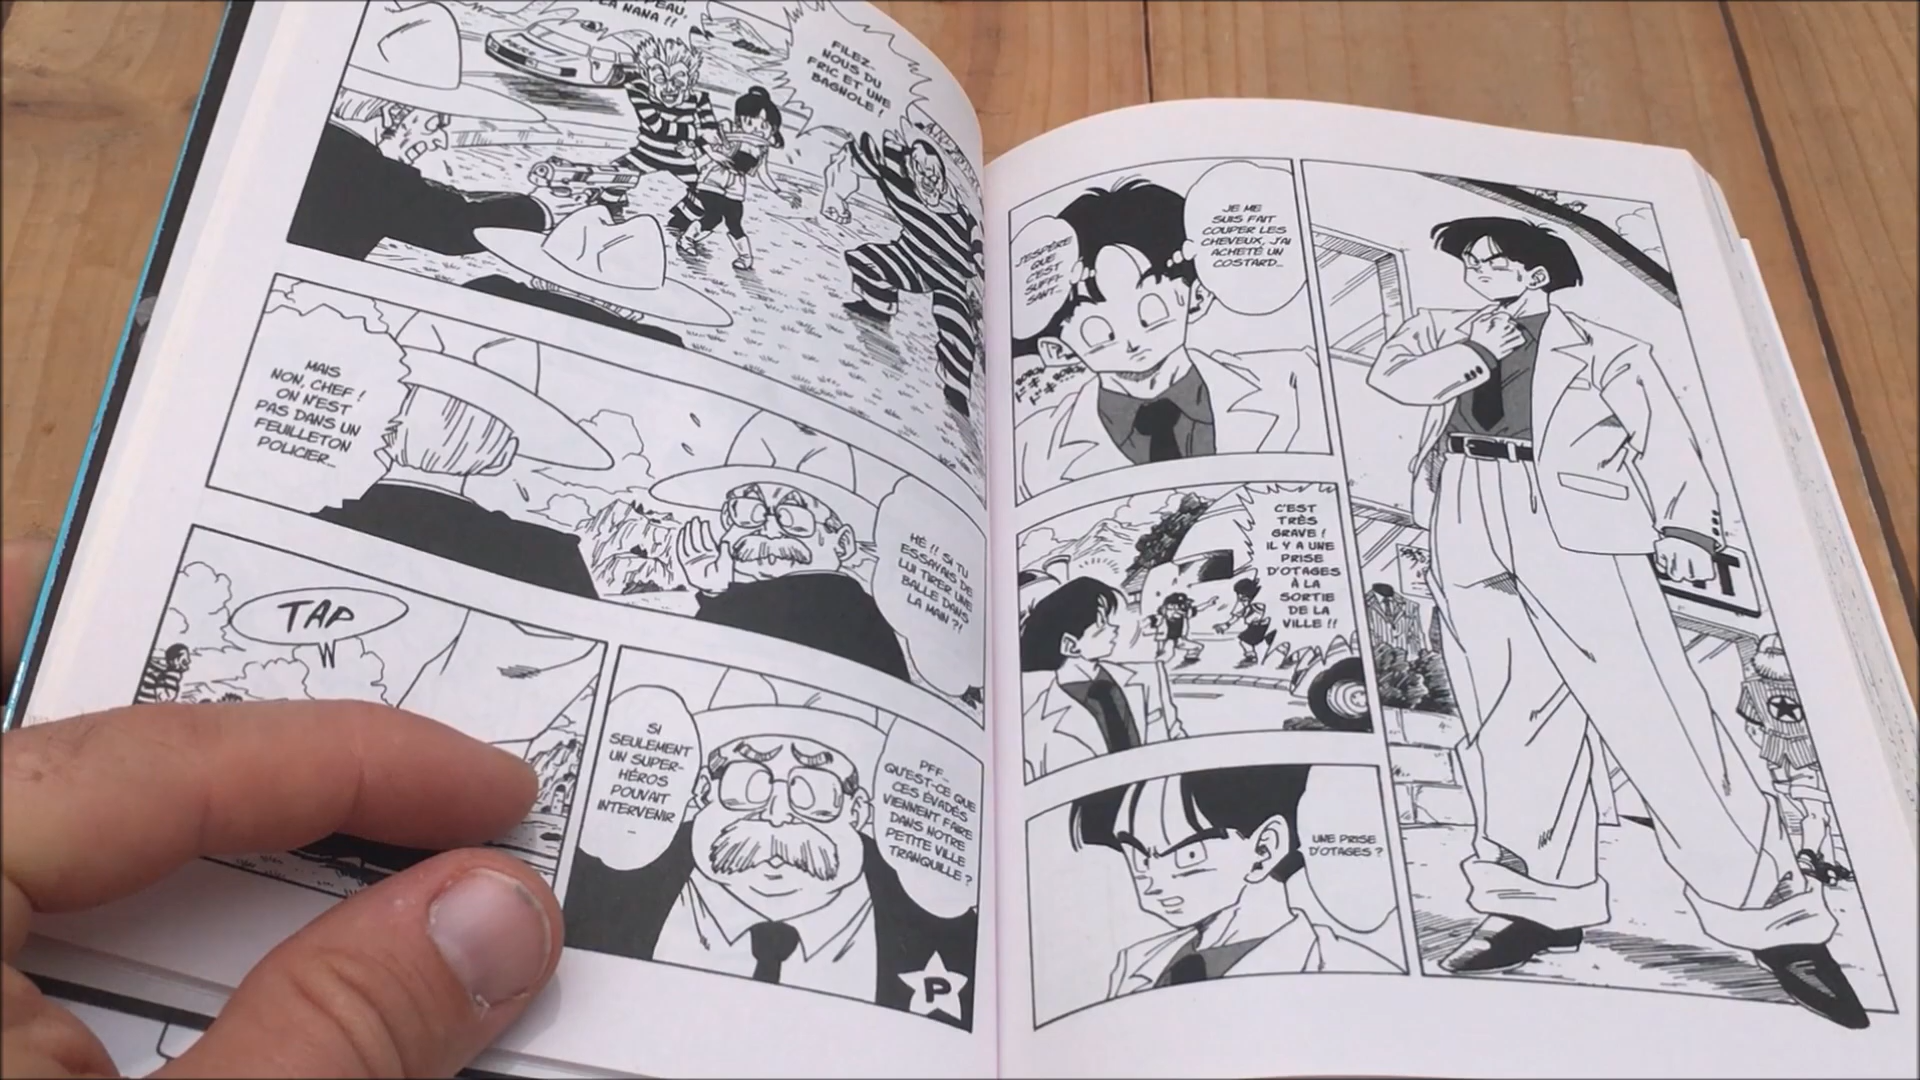 LA NANA !!
FILEZ-
NOUS DU
FRIC ET UNE
BAGNOLE !
MAIS
NON, CHEF !
ON N'EST
PAS DANS UN
FEUILLETON
POLICIER...
HÉ !! SI TU
ESSAYAIS DE
LUI TIRER UNE
BALLE DANS
LA MAIN ?!
TAP
SI
SEULEMENT
UN SUPER-
HÉROS
POUVAIT
INTERVENIR
...
PFF...
QU'EST-CE QUE
CES ÉVADÉS
VIENNENT FAIRE
DANS NOTRE
PETITE VILLE
TRANQUILLE ?
P
JE ME
SUIS FAIT
COUPER LES
CHEVEUX, J'AI
ACHETÉ UN
COSTARD...
J'ESPÈRE
QUE
C'EST
SUFFI-
SANT...
C'EST
TRÈS
GRAVE !
IL Y A UNE
PRISE
D'OTAGES
À LA
SORTIE
DE LA
VILLE !!
UNE PRISE
D'OTAGES ?